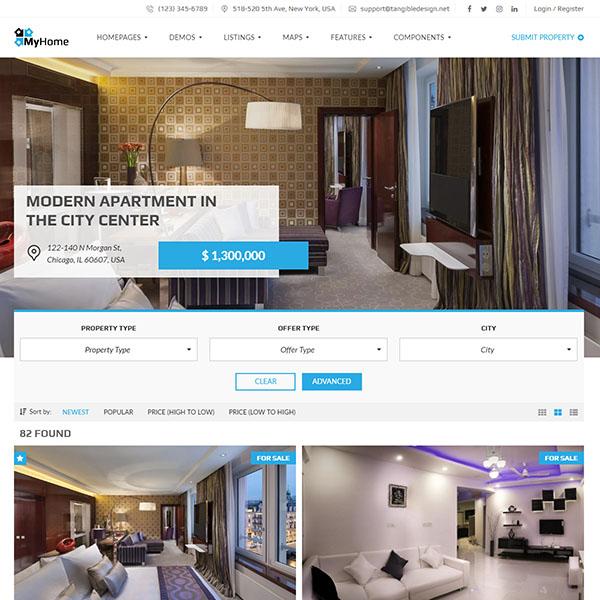 (123) 345-6789 518-520 5th Ave, New York, USA support@tangibledesign.net Login / Register
MyHome HOMEPAGES DEMOS LISTINGS MAPS FEATURES COMPONENTS SUBMIT PROPERTY
MODERN APARTMENT IN
THE CITY CENTER
122-140 N Morgan St,
Chicago, IL 60607, USA
$ 1,300,000
PROPERTY TYPE OFFER TYPE CITY
Property Type Offer Type City
CLEAR ADVANCED
Sort by: NEWEST POPULAR PRICE (HIGH TO LOW) PRICE (LOW TO HIGH)
82 FOUND
FOR SALE FOR SALE